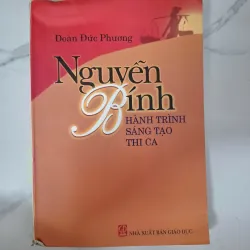 Đoàn Đức Phương
Nguyễn
Bính
HÀNH TRÌNH
SÁNG TẠO
THI CA
NHÀ XUẤT BẢN GIÁO DỤC